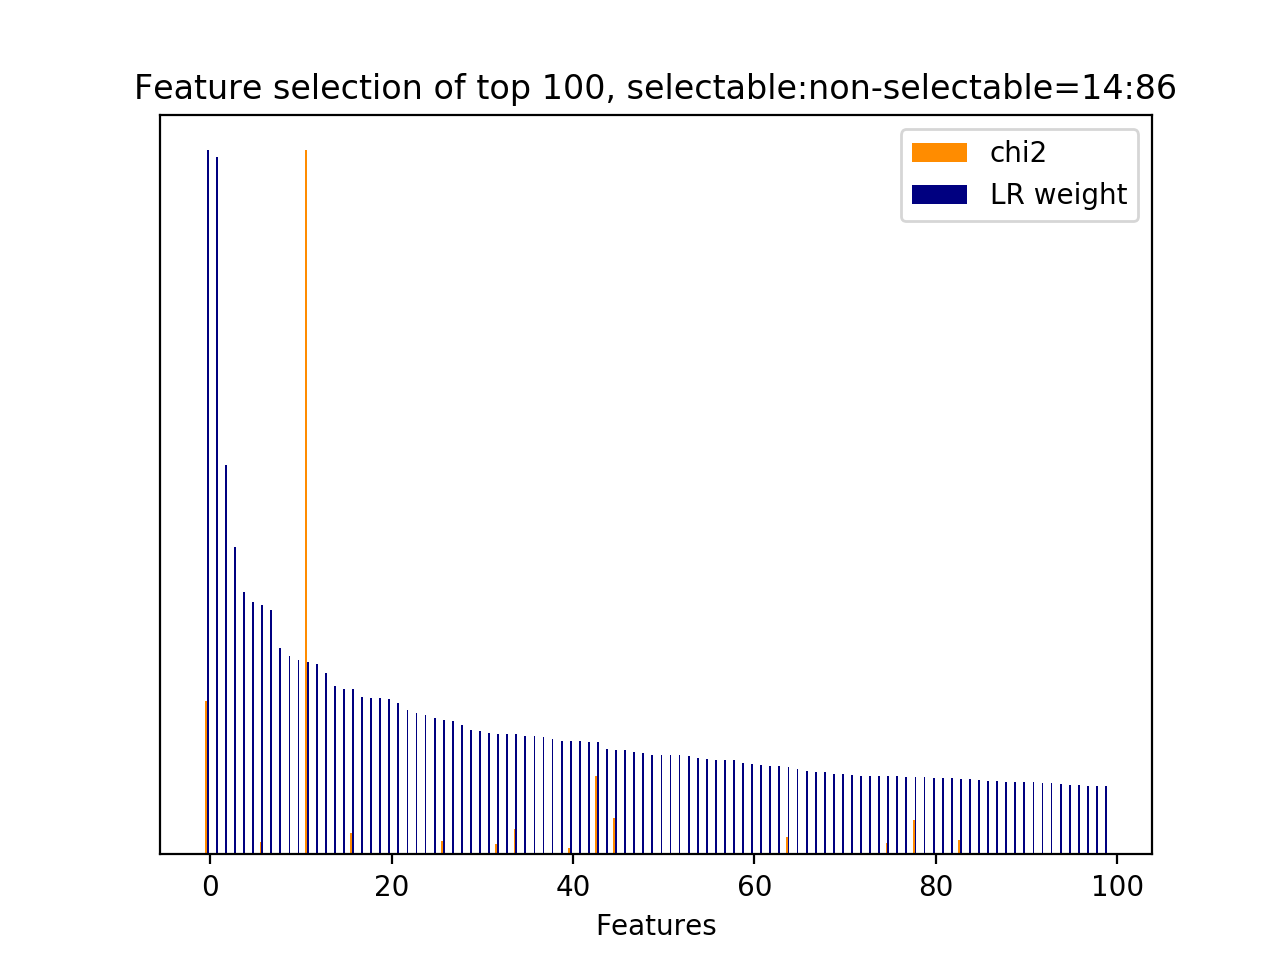 Feature selection of top 100, selectable:non-selectable=14:86
chi2
LR weight
0 20 40 60 80 100
Features